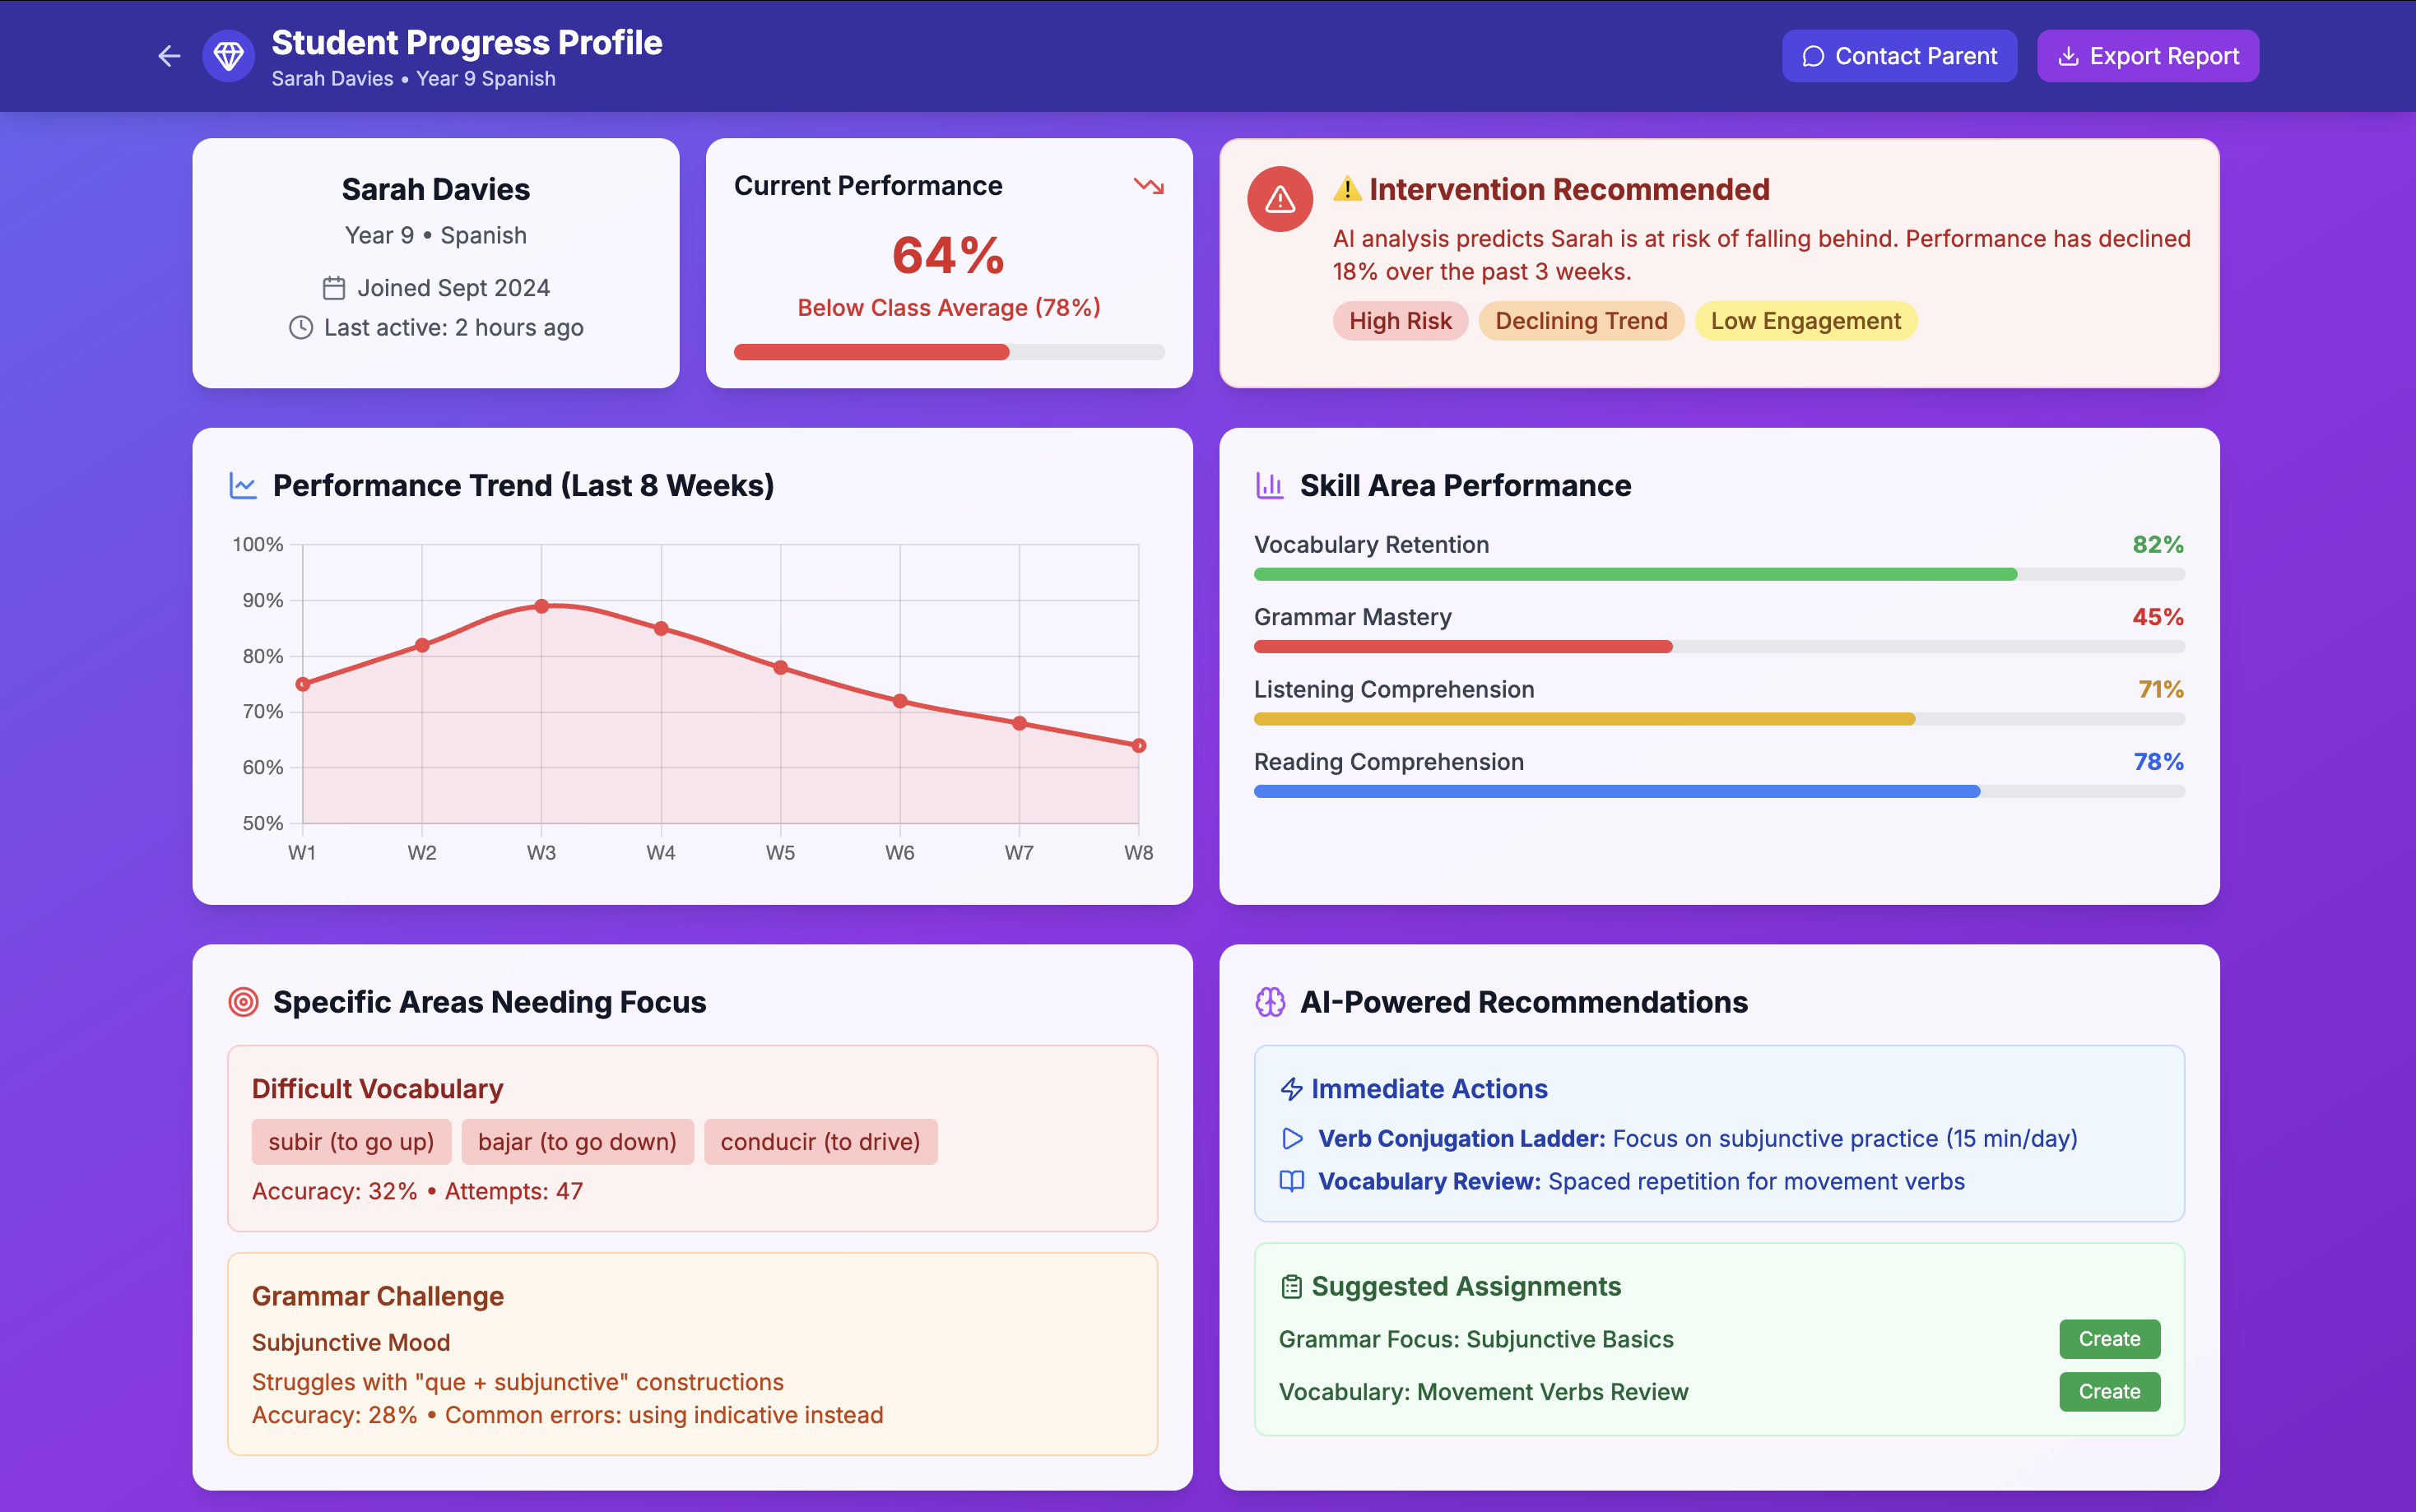 Student Progress Profile
Sarah Davies • Year 9 Spanish
Contact Parent
Export Report
Sarah Davies
Year 9 • Spanish
Joined Sept 2024
Last active: 2 hours ago
Current Performance
64%
Below Class Average (78%)
⚠️ Intervention Recommended
AI analysis predicts Sarah is at risk of falling behind. Performance has declined
18% over the past 3 weeks.
High Risk
Declining Trend
Low Engagement
Performance Trend (Last 8 Weeks)
100%
90%
80%
70%
60%
50%
W1 W2 W3 W4 W5 W6 W7 W8
Skill Area Performance
Vocabulary Retention 82%
Grammar Mastery 45%
Listening Comprehension 71%
Reading Comprehension 78%
Specific Areas Needing Focus
Difficult Vocabulary
subir (to go up) bajar (to go down) conducir (to drive)
Accuracy: 32% • Attempts: 47
Grammar Challenge
Subjunctive Mood
Struggles with "que + subjunctive" constructions
Accuracy: 28% • Common errors: using indicative instead
AI-Powered Recommendations
Immediate Actions
Verb Conjugation Ladder: Focus on subjunctive practice (15 min/day)
Vocabulary Review: Spaced repetition for movement verbs
Suggested Assignments
Grammar Focus: Subjunctive Basics Create
Vocabulary: Movement Verbs Review Create